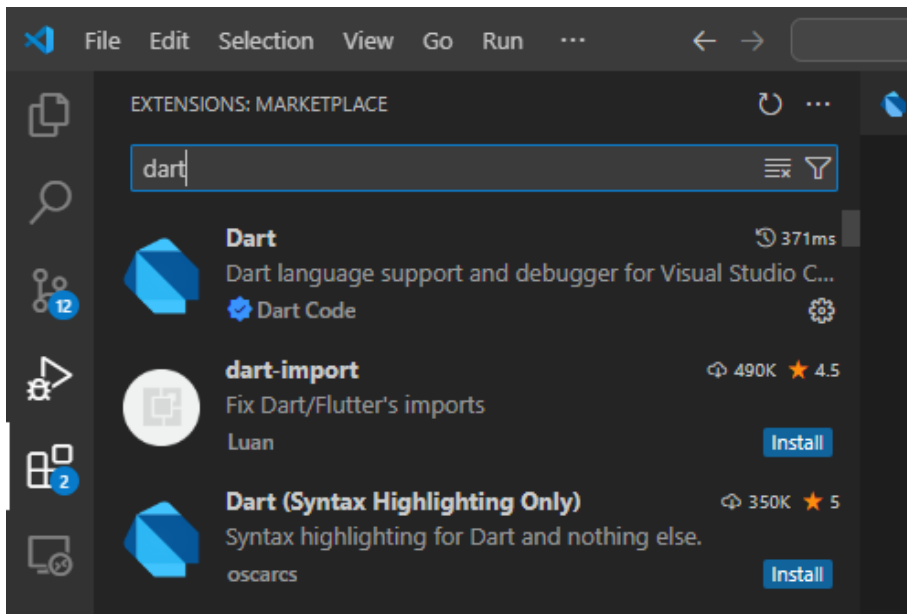 File Edit Selection View Go Run ...
EXTENSIONS: MARKETPLACE
dart
Dart 371ms
Dart language support and debugger for Visual Studio C...
Dart Code
12
dart-import 490K 4.5
Fix Dart/Flutter's imports
Luan Install
2
Dart (Syntax Highlighting Only) 350K 5
Syntax highlighting for Dart and nothing else.
oscarcs Install